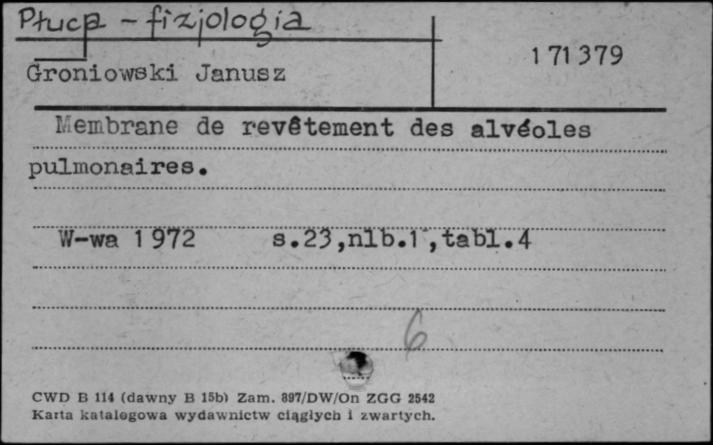 Płuca - fizjologia
171379
Groniowski Janusz
Membrane de revêtement des alvéoles
pulmonaires.
W-wa 1972 s.23,nlb.1,tabl.4
6
CWD B 114 (dawny B 15b) Zam. 897/DW/On ZGG 2542
Karta katalogowa wydawnictw ciągłych i zwartych.